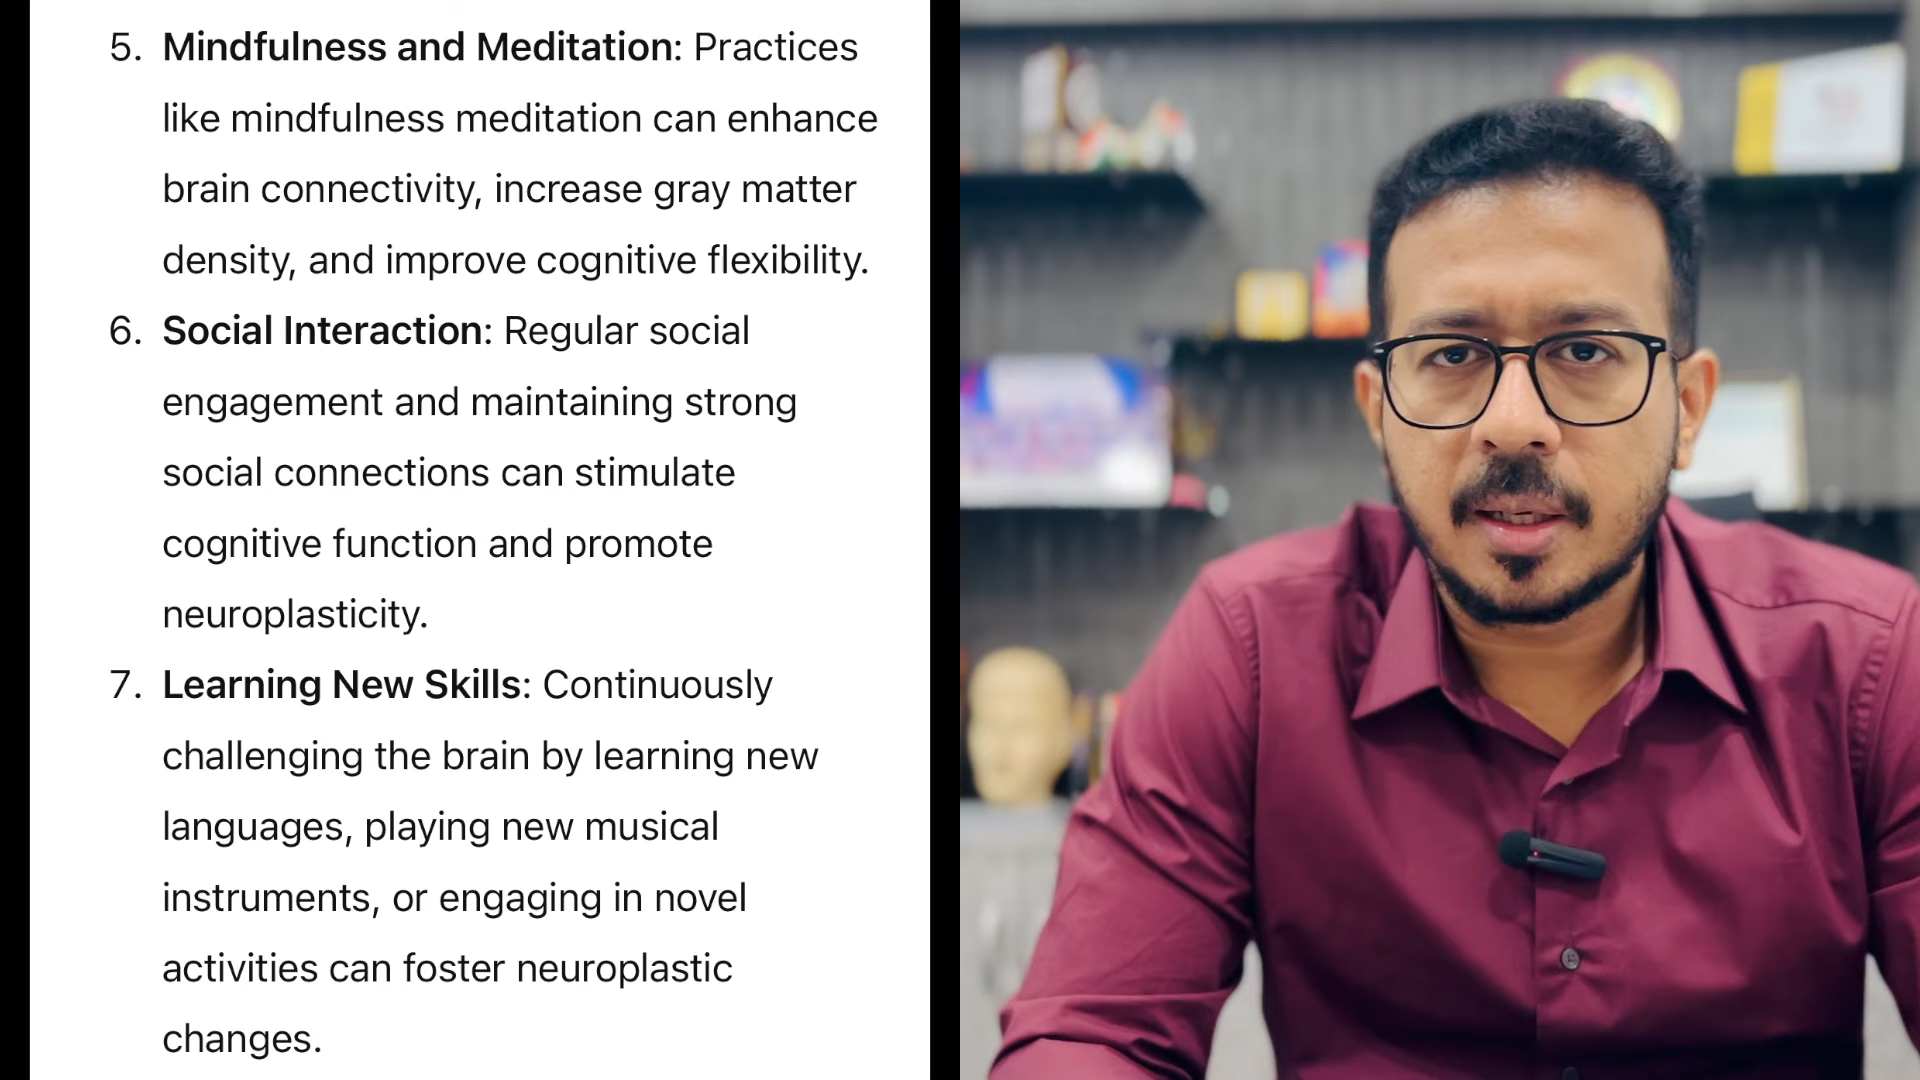 5. Mindfulness and Meditation: Practices
like mindfulness meditation can enhance
brain connectivity, increase gray matter
density, and improve cognitive flexibility.
6. Social Interaction: Regular social
engagement and maintaining strong
social connections can stimulate
cognitive function and promote
neuroplasticity.
7. Learning New Skills: Continuously
challenging the brain by learning new
languages, playing new musical
instruments, or engaging in novel
activities can foster neuroplastic
changes.